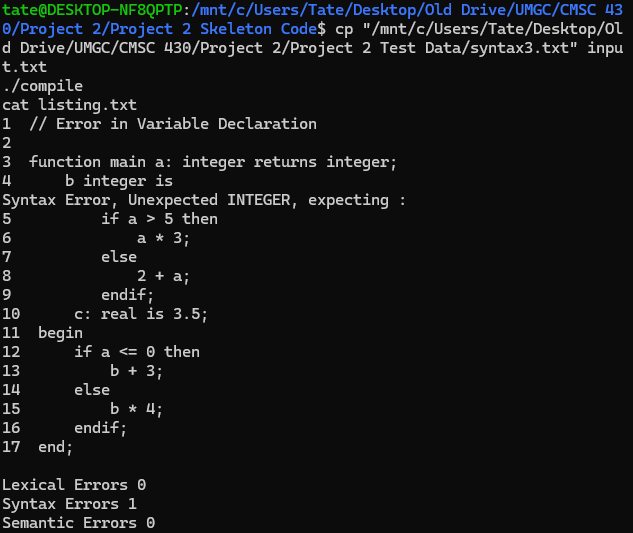 tate@DESKTOP-NF8QPTP:/mnt/c/Users/Tate/Desktop/Old Drive/UMGC/CMSC 43
0/Project 2/Project 2 Skeleton Code$ cp "/mnt/c/Users/Tate/Desktop/Ol
d Drive/UMGC/CMSC 430/Project 2/Project 2 Test Data/syntax3.txt" inpu
t.txt
./compile
cat listing.txt
1  // Error in Variable Declaration
2
3  function main a: integer returns integer;
4      b integer is
Syntax Error, Unexpected INTEGER, expecting :
5          if a > 5 then
6              a * 3;
7          else
8              2 + a;
9          endif;
10      c: real is 3.5;
11  begin
12      if a <= 0 then
13          b + 3;
14      else
15          b * 4;
16      endif;
17  end;

Lexical Errors 0
Syntax Errors 1
Semantic Errors 0